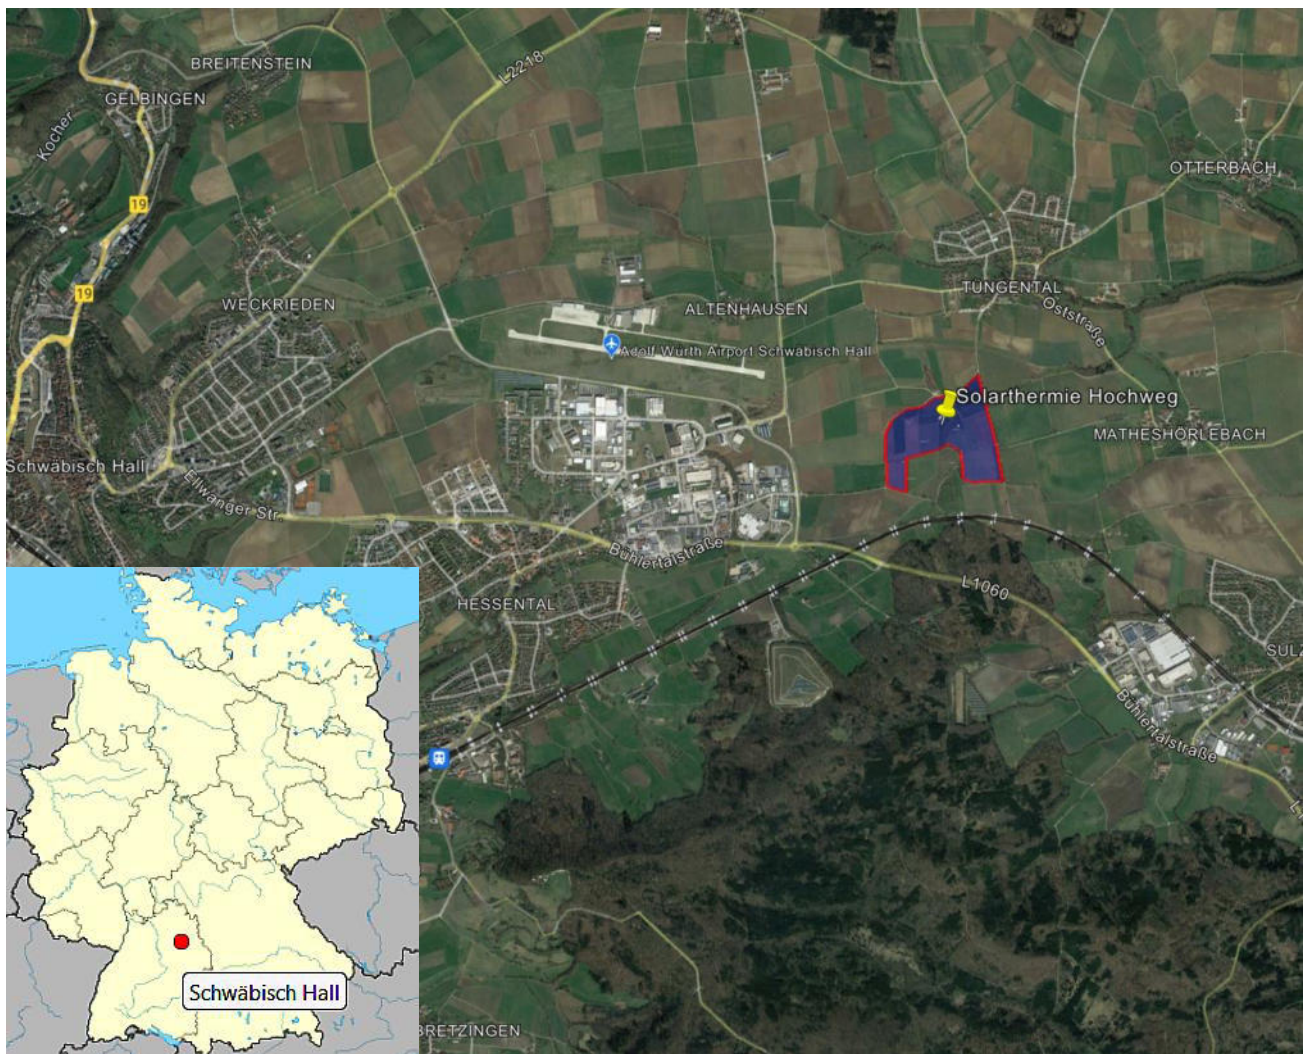 BREITENSTEIN
L2218
GELBINGEN
Kocher
OTTERBACH
19
19
TÜNGENTAL
WECKRIEDEN
ALTENHAUSEN
Oststraße
Adolf Würth Airport Schwäbisch Hall
Solarthermie Hochweg
MATHESHÖRLEBACH
Schwäbisch Hall
Ellwanger Str.
Bühlertalstraße
L1060
HESSENTAL
SULZ
Bühlertalstraße
Schwäbisch Hall
BRETZINGEN